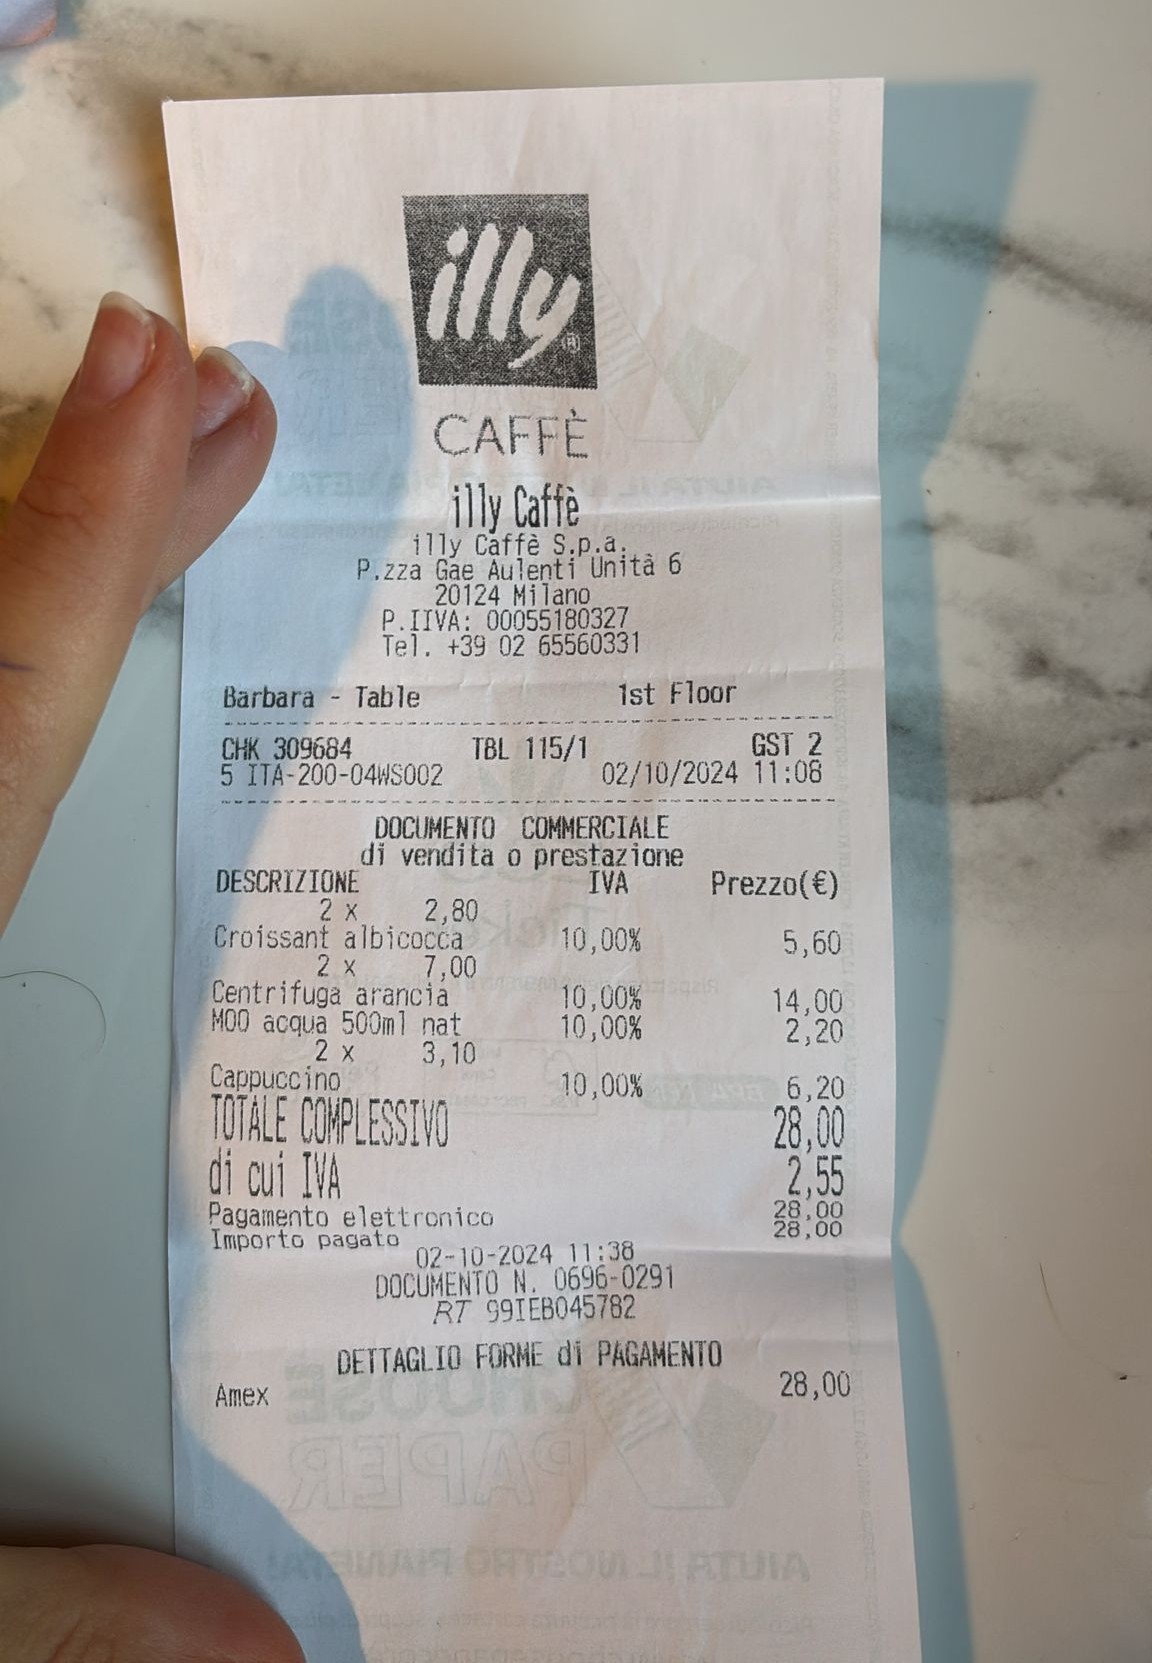 illy
CAFFÈ
illy Caffè
illy Caffè S.p.a.
P.zza Gae Aulenti Unità 6
20124 Milano
P.IIVA: 00055180327
Tel. +39 02 65560331
Barbara - Table 1st Floor
CHK 309684 TBL 115/1 GST 2
5 ITA-200-04WS002 02/10/2024 11:08
DOCUMENTO COMMERCIALE
di vendita o prestazione
DESCRIZIONE IVA Prezzo(€)
2 x 2,80
Croissant albicocca 10,00% 5,60
2 x 7,00
Centrifuga arancia 10,00% 14,00
MOO acqua 500ml nat 10,00% 2,20
2 x 3,10
Cappuccino 10,00% 6,20
TOTALE COMPLESSIVO 28,00
di cui IVA 2,55
Pagamento elettronico 28,00
Importo pagato 28,00
02-10-2024 11:38
DOCUMENTO N. 0696-0291
RT 99IEB045782
DETTAGLIO FORME di PAGAMENTO
Amex 28,00
CHOOSE
PAPER
AIUTA IL NOSTRO PIANETA!